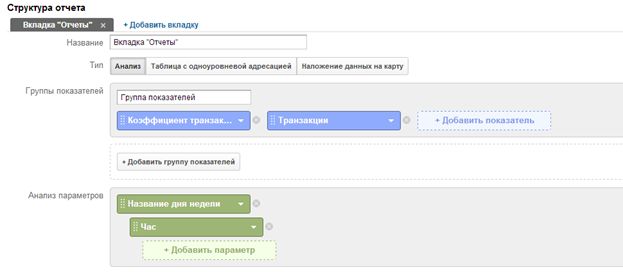 Структура отчета
Вкладка "Отчеты" × + Добавить вкладку
Название Вкладка "Отчеты"
Тип Анализ Таблица с одноуровневой адресацией Наложение данных на карту
Группы показателей
Группа показателей
Коэффициент транзак... Транзакции + Добавить показатель
+ Добавить группу показателей
Анализ параметров
Название дня недели
Час
+ Добавить параметр